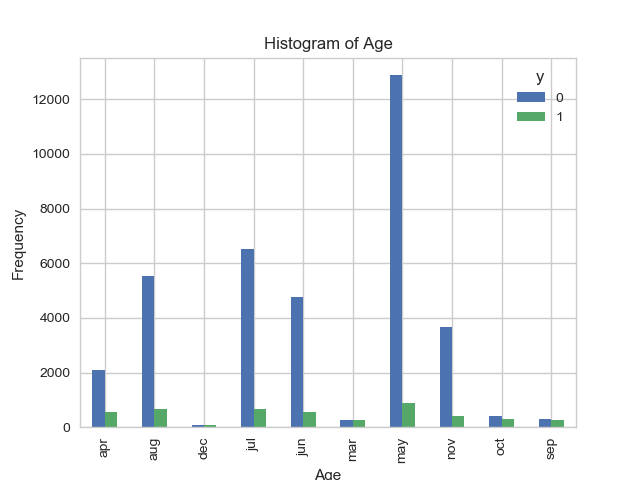 Histogram of Age
y
0
1
12000
10000
8000
6000
4000
2000
0
Frequency
apr
aug
dec
jul
jun
mar
may
nov
oct
sep
Age